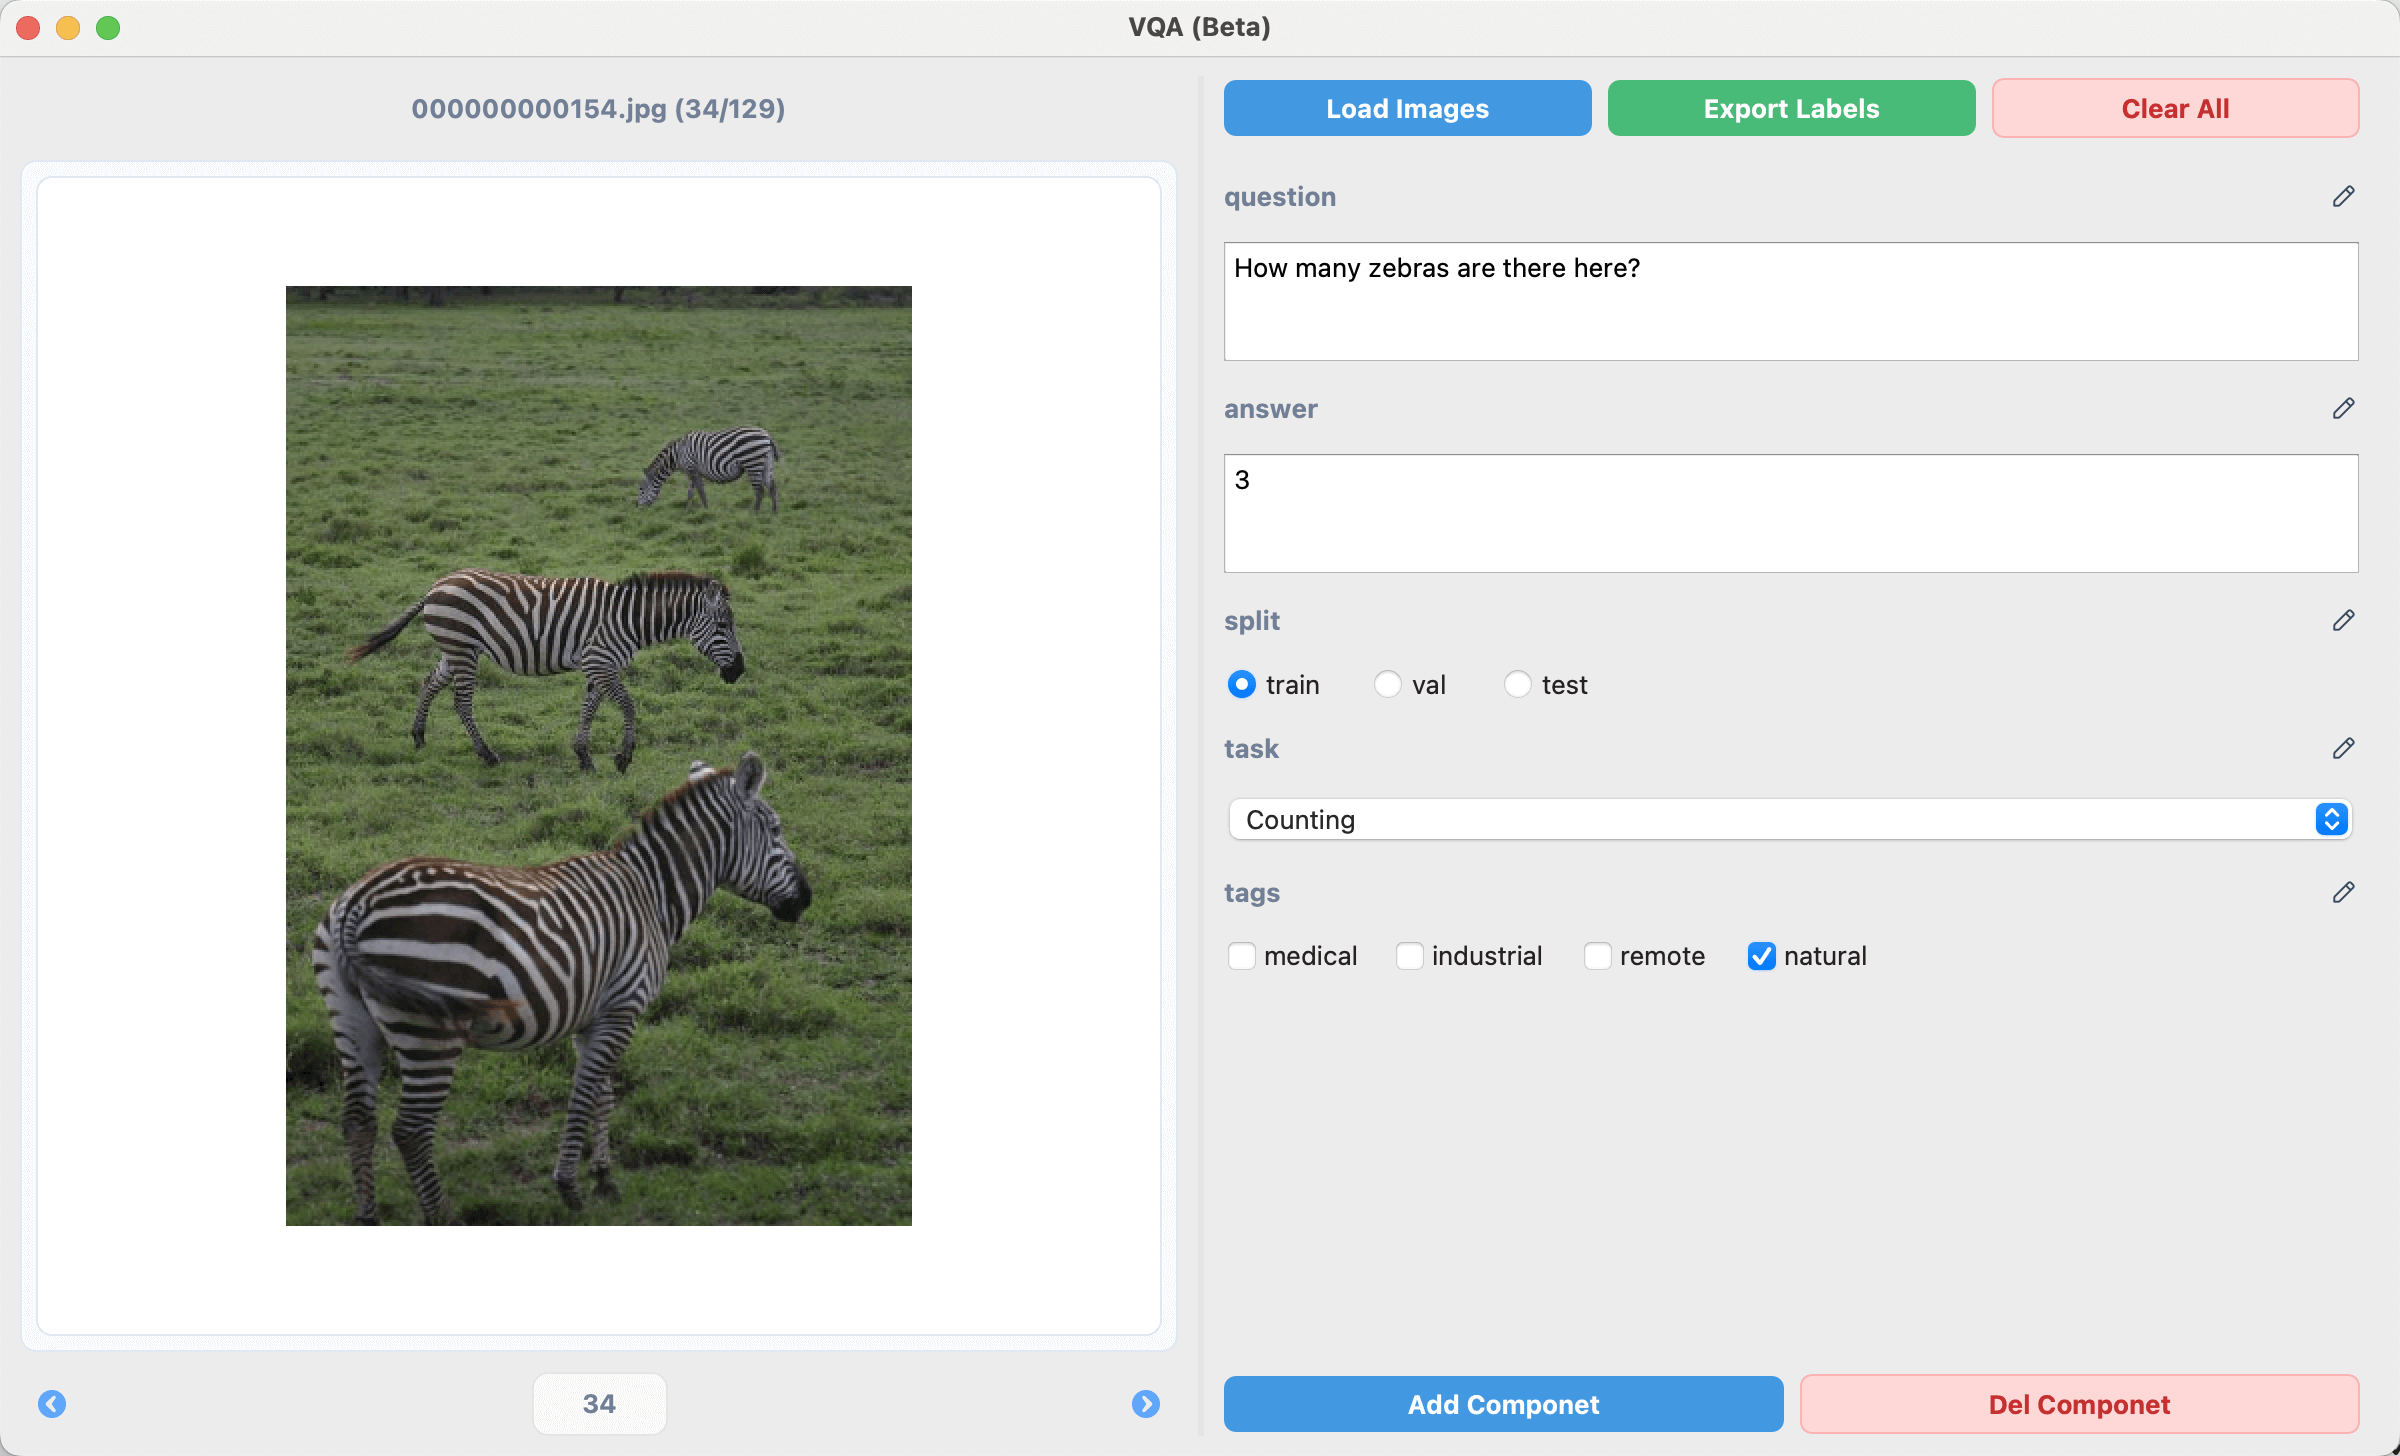 VQA (Beta)
000000000154.jpg (34/129)
Load Images
Export Labels
Clear All
question
How many zebras are there here?
answer
3
split
train
val
test
task
Counting
tags
medical
industrial
remote
natural
34
Add Componet
Del Componet